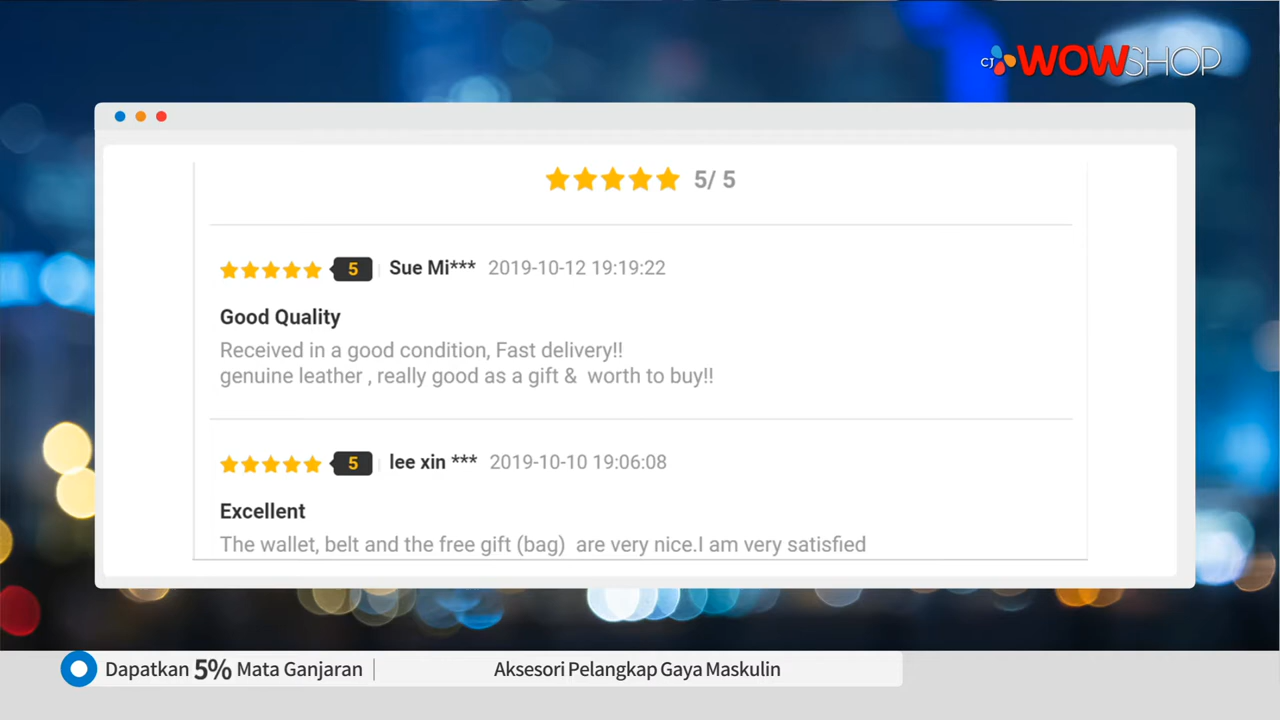 CJ WOWSHOP
5/ 5
5 Sue Mi*** 2019-10-12 19:19:22
Good Quality
Received in a good condition, Fast delivery!!
genuine leather , really good as a gift & worth to buy!!
5 lee xin *** 2019-10-10 19:06:08
Excellent
The wallet, belt and the free gift (bag) are very nice.I am very satisfied
Dapatkan 5% Mata Ganjaran | Aksesori Pelangkap Gaya Maskulin